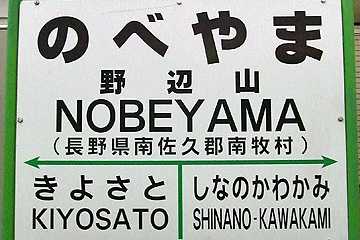 のべやま
野辺山
NOBEYAMA
(長野県南佐久郡南牧村)
きよさと しなのかわかみ
KIYOSATO SHINANO-KAWAKAMI